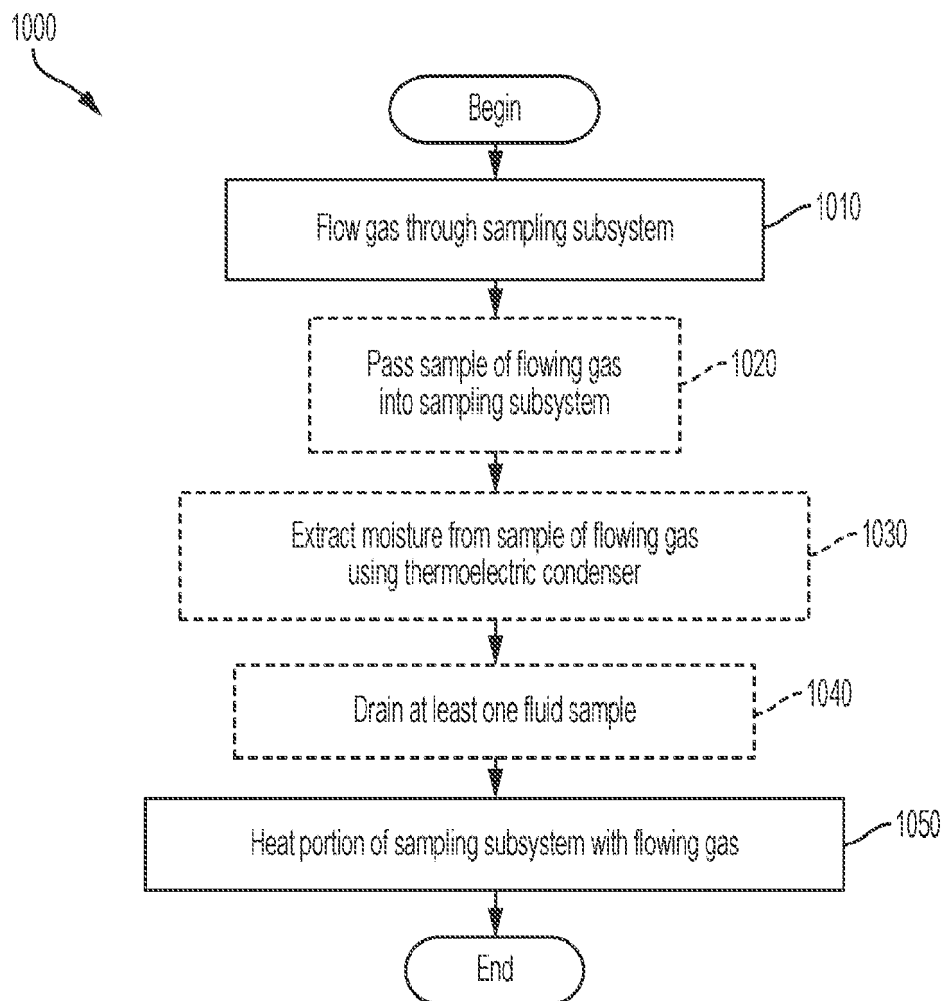 1000
Begin
Flow gas through sampling subsystem
1010
Pass sample of flowing gas
into sampling subsystem
1020
Extract moisture from sample of flowing gas
using thermoelectric condenser
1030
Drain at least one fluid sample
1040
Heat portion of sampling subsystem with flowing gas
1050
End